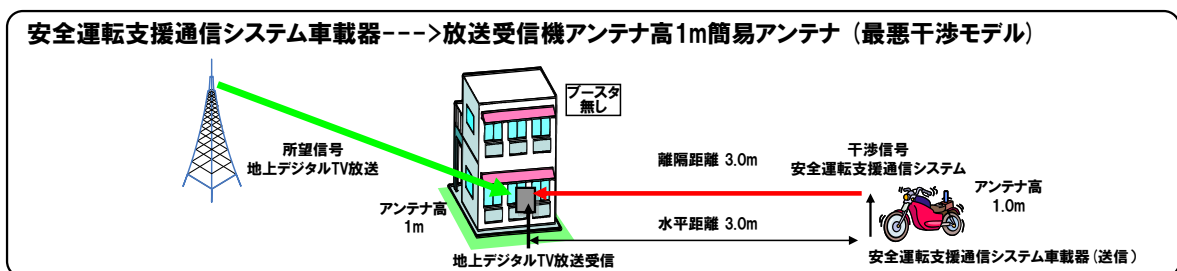 安全運転支援通信システム車載器--->放送受信機アンテナ高1m簡易アンテナ（最悪干渉モデル）
ブースタ
無し
所望信号
地上デジタルTV放送
離隔距離 3.0m
干渉信号
安全運転支援通信システム
アンテナ高
1.0m
アンテナ高
1m
水平距離 3.0m
地上デジタルTV放送受信
安全運転支援通信システム車載器（送信）